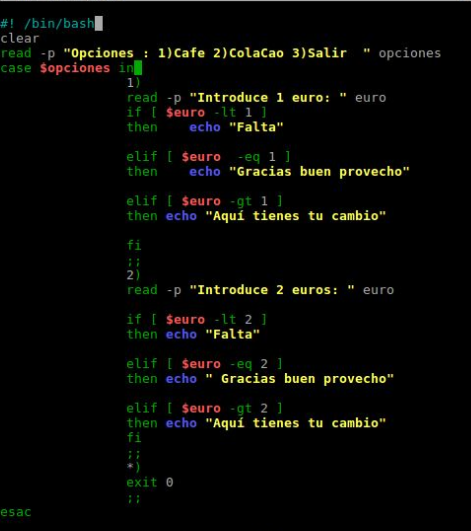 #! /bin/bash
clear
read -p "Opciones : 1)Cafe 2)ColaCao 3)Salir  " opciones
case $opciones in
1)
read -p "Introduce 1 euro: " euro
if [ $euro -lt 1 ]
then    echo "Falta"
elif [ $euro  -eq 1 ]
then    echo "Gracias buen provecho"
elif [ $euro -gt 1 ]
then echo "Aquí tienes tu cambio"
fi
;;
2)
read -p "Introduce 2 euros: " euro
if [ $euro -lt 2 ]
then echo "Falta"
elif [ $euro -eq 2 ]
then echo " Gracias buen provecho"
elif [ $euro -gt 2 ]
then echo "Aquí tienes tu cambio"
fi
;;
*)
exit 0
;;
esac